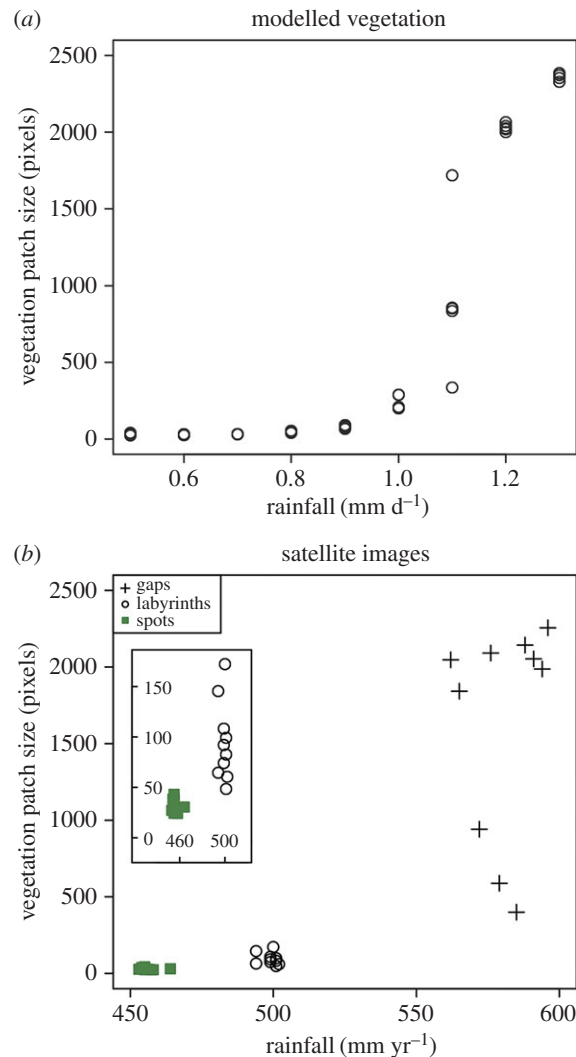 (a) modelled vegetation
vegetation patch size (pixels)
2500
2000
1500
1000
500
0
0.6 0.8 1.0 1.2
rainfall (mm d⁻¹)
(b) satellite images
vegetation patch size (pixels)
2500
2000
1500
1000
500
0
gaps
labyrinths
spots
150
100
50
0
460 500
450 500 550 600
rainfall (mm yr⁻¹)